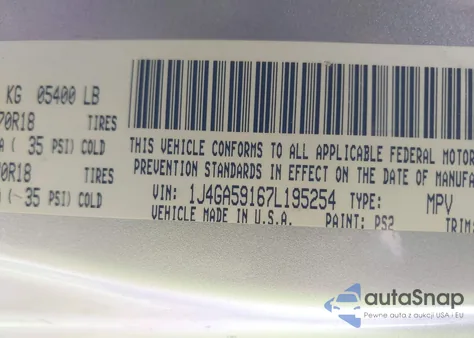 KG 05400 LB
70R18 TIRES
( 35 PSI) COLD
70R18 TIRES
35 PSI) COLD
THIS VEHICLE CONFORMS TO ALL APPLICABLE FEDERAL MOTOR
PREVENTION STANDARDS IN EFFECT ON THE DATE OF MANUFA
VIN: 1J4GA59167L195254 TYPE: MPV
VEHICLE MADE IN U.S.A. PAINT: PS2 TRIM
autoSnap
Pewne auta z aukcji USA i EU